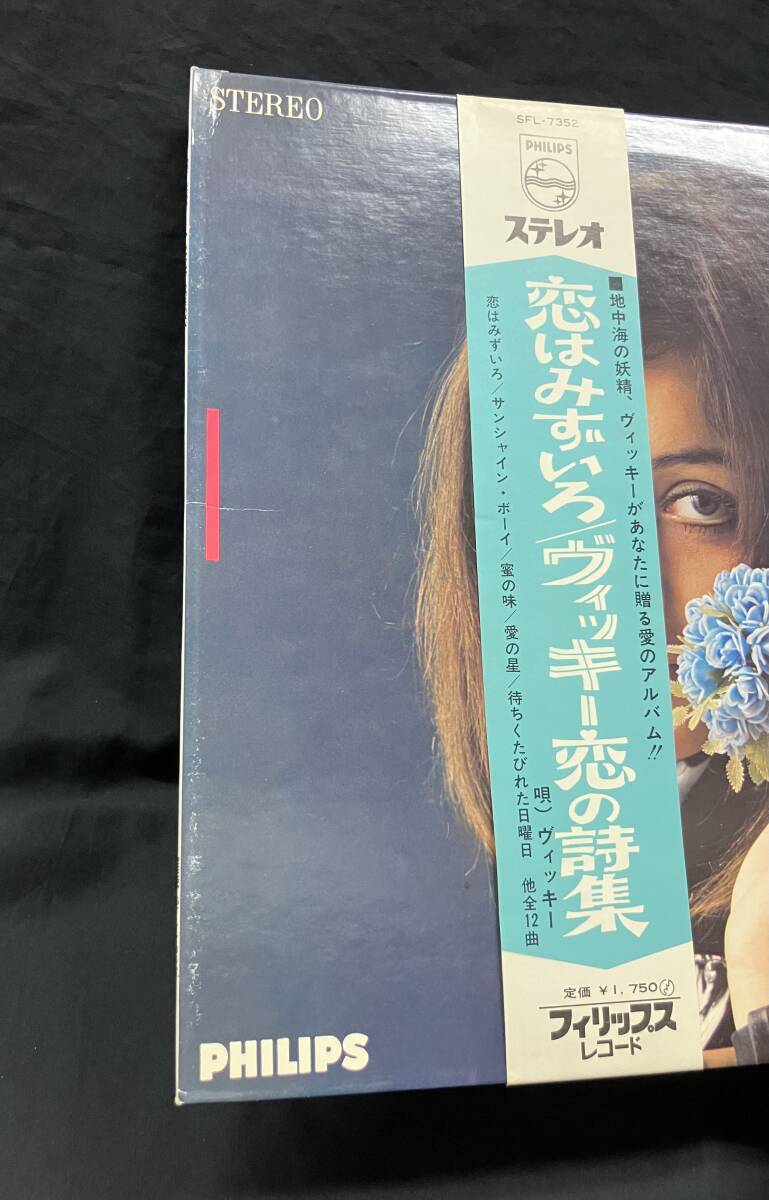 STEREO
SFL-7352
PHILIPS
ステレオ
■地中海の妖精、ヴィッキーがあなたに贈る愛のアルバム!!
恋はみずいろ/ヴィッキー恋の詩集
唄)ヴィッキー
恋はみずいろ/サンシャイン・ボーイ/蜜の味/愛の星/待ちくたびれた日曜日 他全12曲
定価 ¥1,750
フィリップス
レコード
PHILIPS